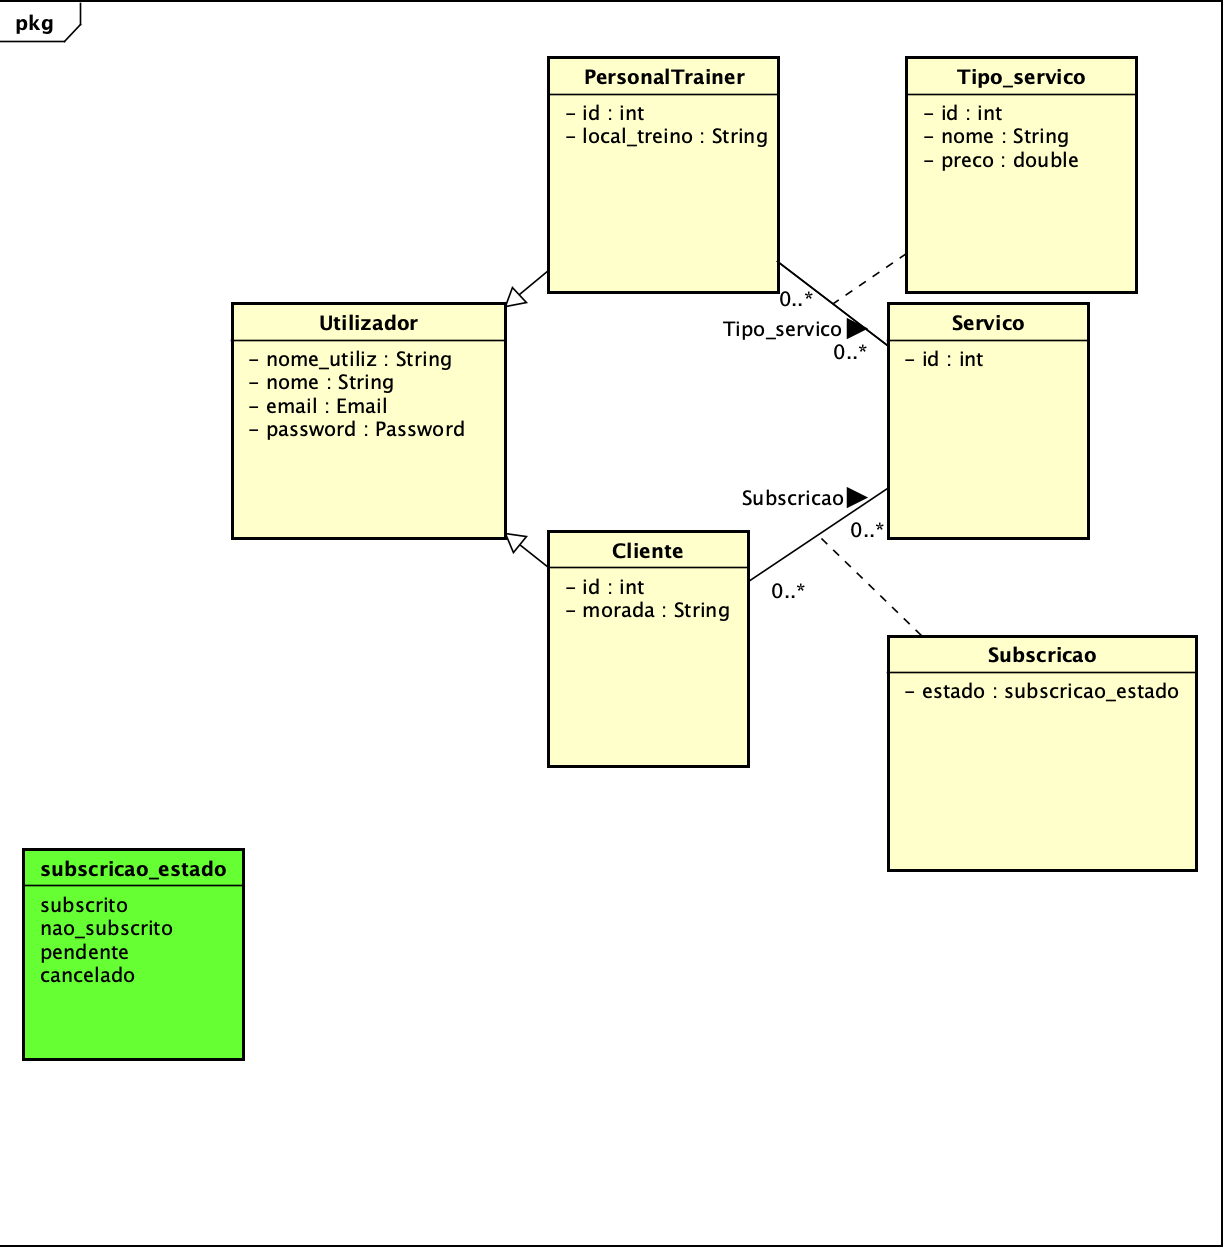 pkg
PersonalTrainer
- id : int
- local_treino : String
Tipo_servico
- id : int
- nome : String
- preco : double
0..*
Tipo_servico
0..*
Utilizador
- nome_utiliz : String
- nome : String
- email : Email
- password : Password
Servico
- id : int
Subscricao
0..*
0..*
Cliente
- id : int
- morada : String
Subscricao
- estado : subscricao_estado
subscricao_estado
subscrito
nao_subscrito
pendente
cancelado